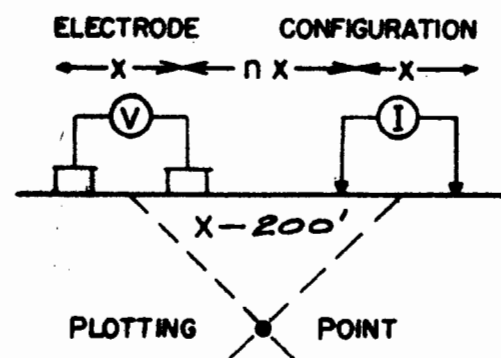 ELECTRODE CONFIGURATION
X n X X
V I
X-200'
PLOTTING POINT